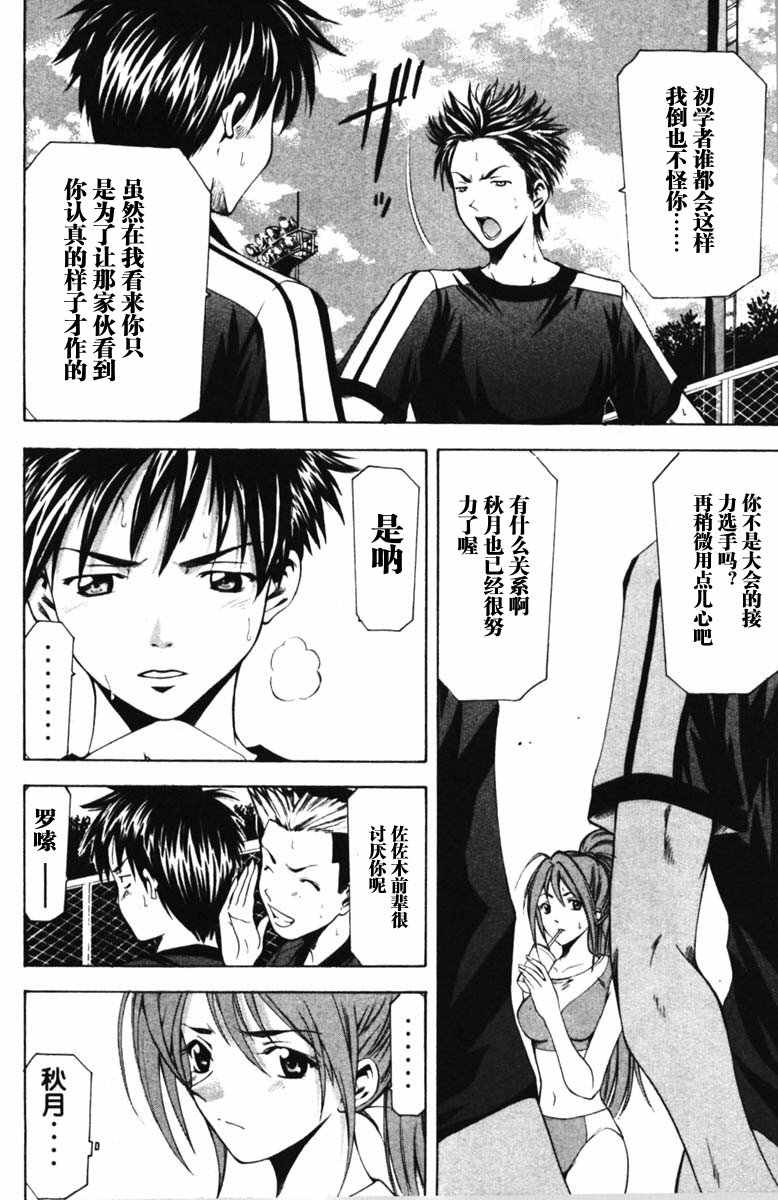 初学者谁都会这样
我倒也不怪你……
虽然在我看来你只
是为了让那家伙看到
你认真的样子才作的
你不是大会的接
力选手吗？
再稍微用点儿心吧
有什么关系啊
秋月也已经很努
力了喔
是呐
………
佐佐木前辈很
讨厌你呢
罗嗦——
……
秋月……